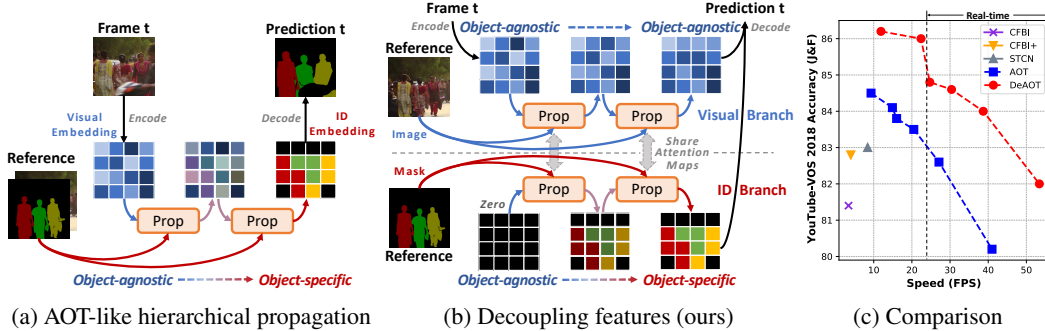 Frame t
Prediction t
Encode
Decode
Visual
Embedding
ID
Embedding
Reference
Prop
Prop
Object-agnostic
Object-specific
(a) AOT-like hierarchical propagation
Frame t
Prediction t
Encode
Decode
Object-agnostic
Object-agnostic
Reference
Prop
Prop
Visual Branch
Image
Share
Attention
Maps
Mask
Prop
Prop
ID Branch
Zero
Reference
Object-agnostic
Object-specific
(b) Decoupling features (ours)
Real-time
CFBI
CFBI+
STCN
AOT
DeAOT
YouTube-VOS 2018 Accuracy (J&F)
86
85
84
83
82
81
80
10
20
30
40
50
Speed (FPS)
(c) Comparison